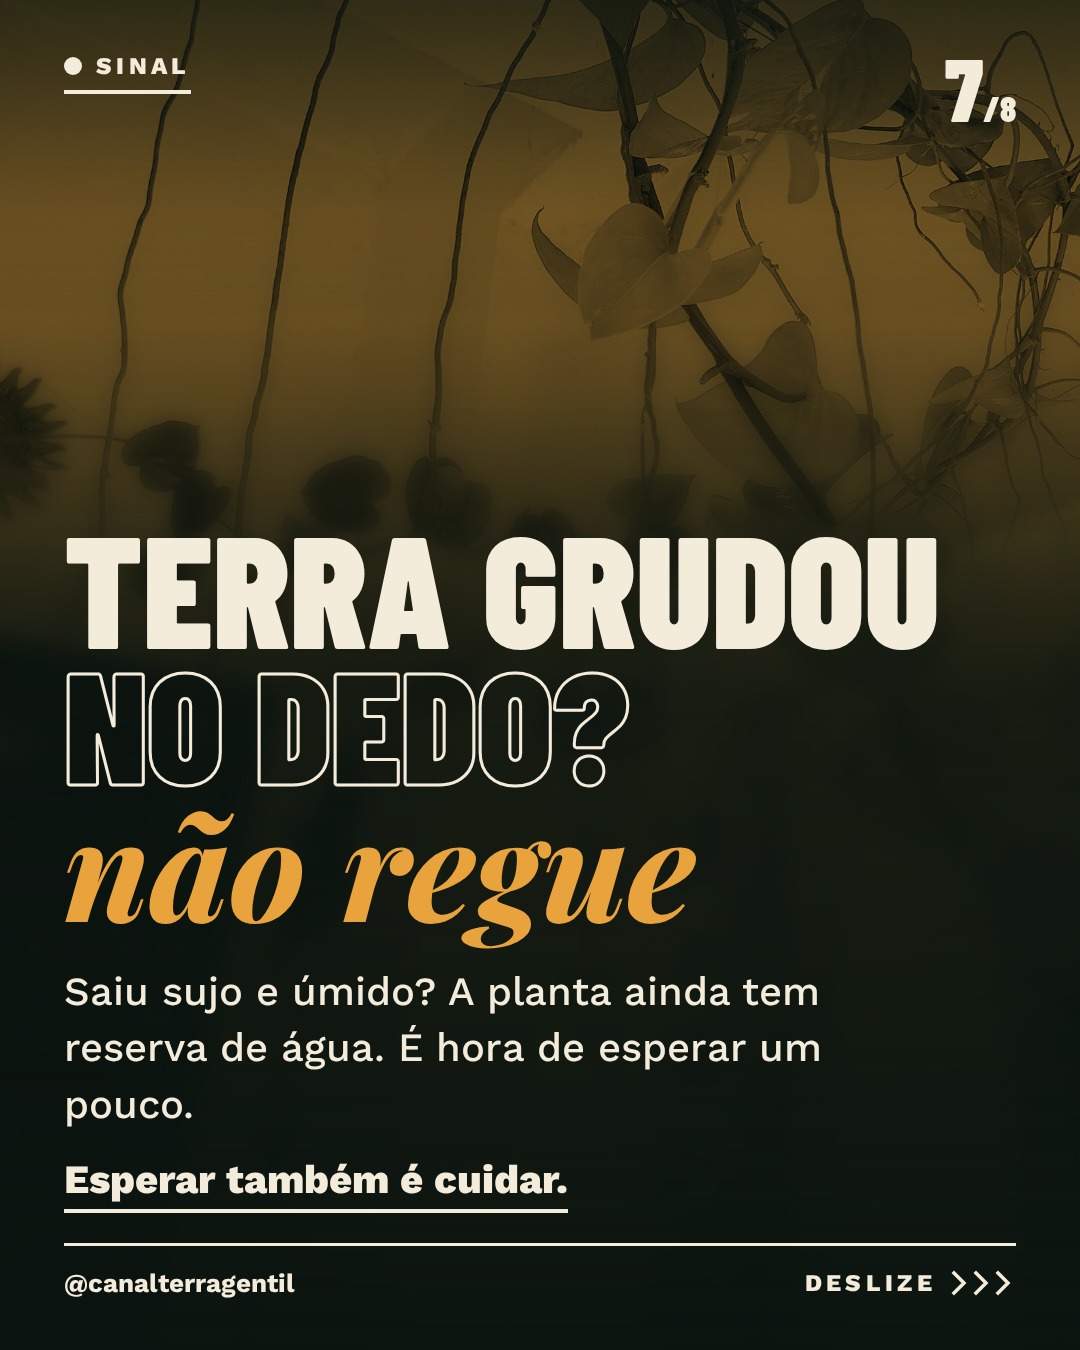 SINAL
7/8
TERRA GRUDOU
NO DEDO?
não regue
Saiu sujo e úmido? A planta ainda tem
reserva de água. É hora de esperar um
pouco.
Esperar também é cuidar.
@canalterragentil
DESLIZE